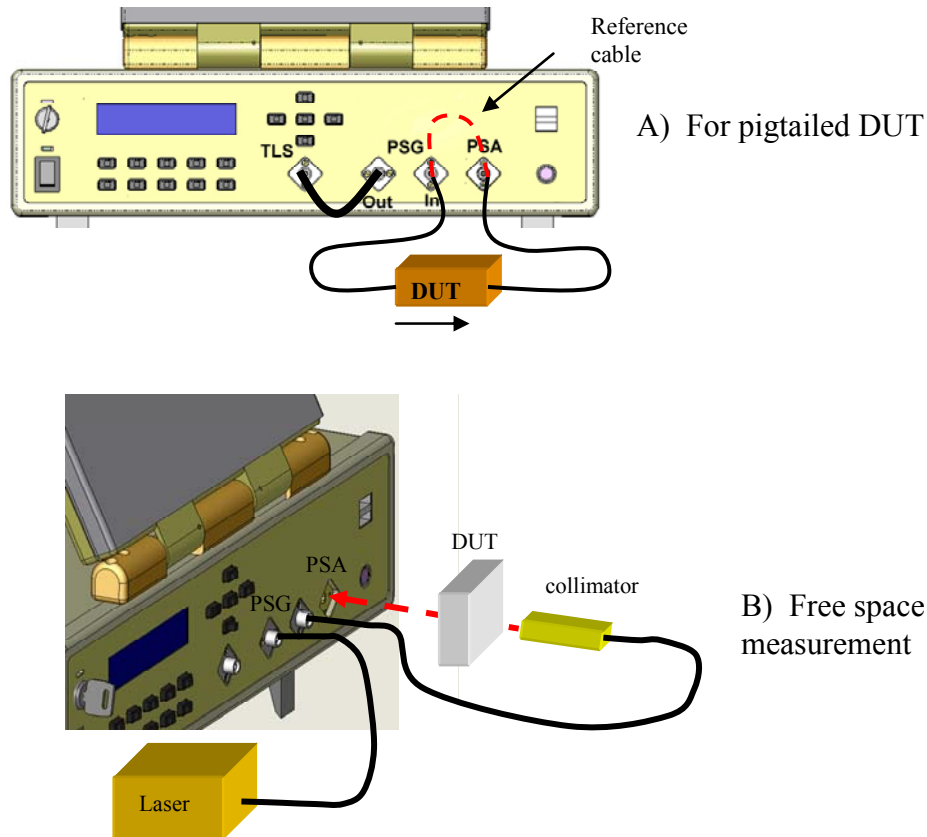 Reference
cable
A) For pigtailed DUT
TLS
PSG
PSA
Out
In
DUT
DUT
PSA
collimator
PSG
B) Free space
measurement
Laser